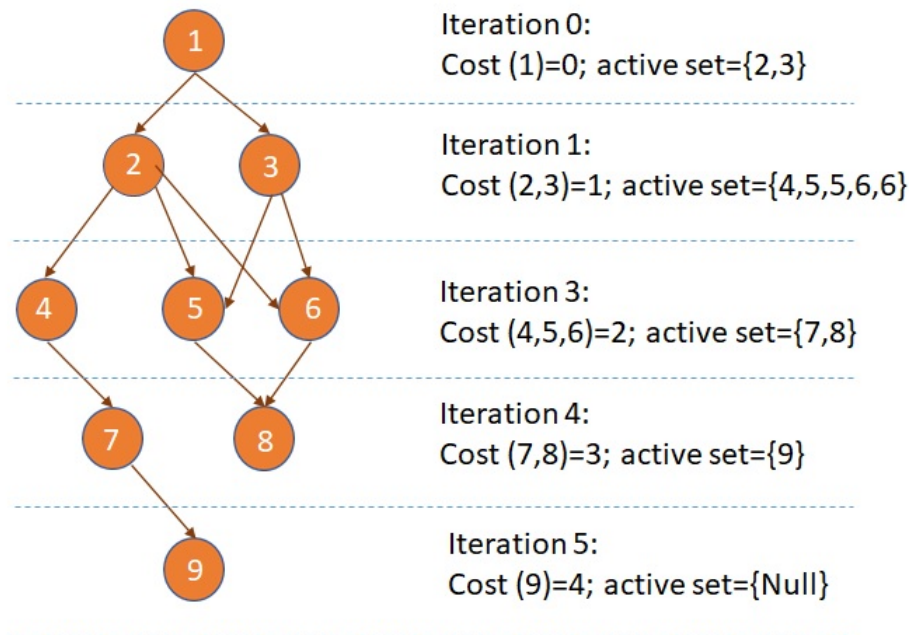 1
Iteration 0:
Cost (1)=0; active set={2,3}
2
3
Iteration 1:
Cost (2,3)=1; active set={4,5,5,6,6}
4
5
6
Iteration 3:
Cost (4,5,6)=2; active set={7,8}
7
8
Iteration 4:
Cost (7,8)=3; active set={9}
9
Iteration 5:
Cost (9)=4; active set={Null}